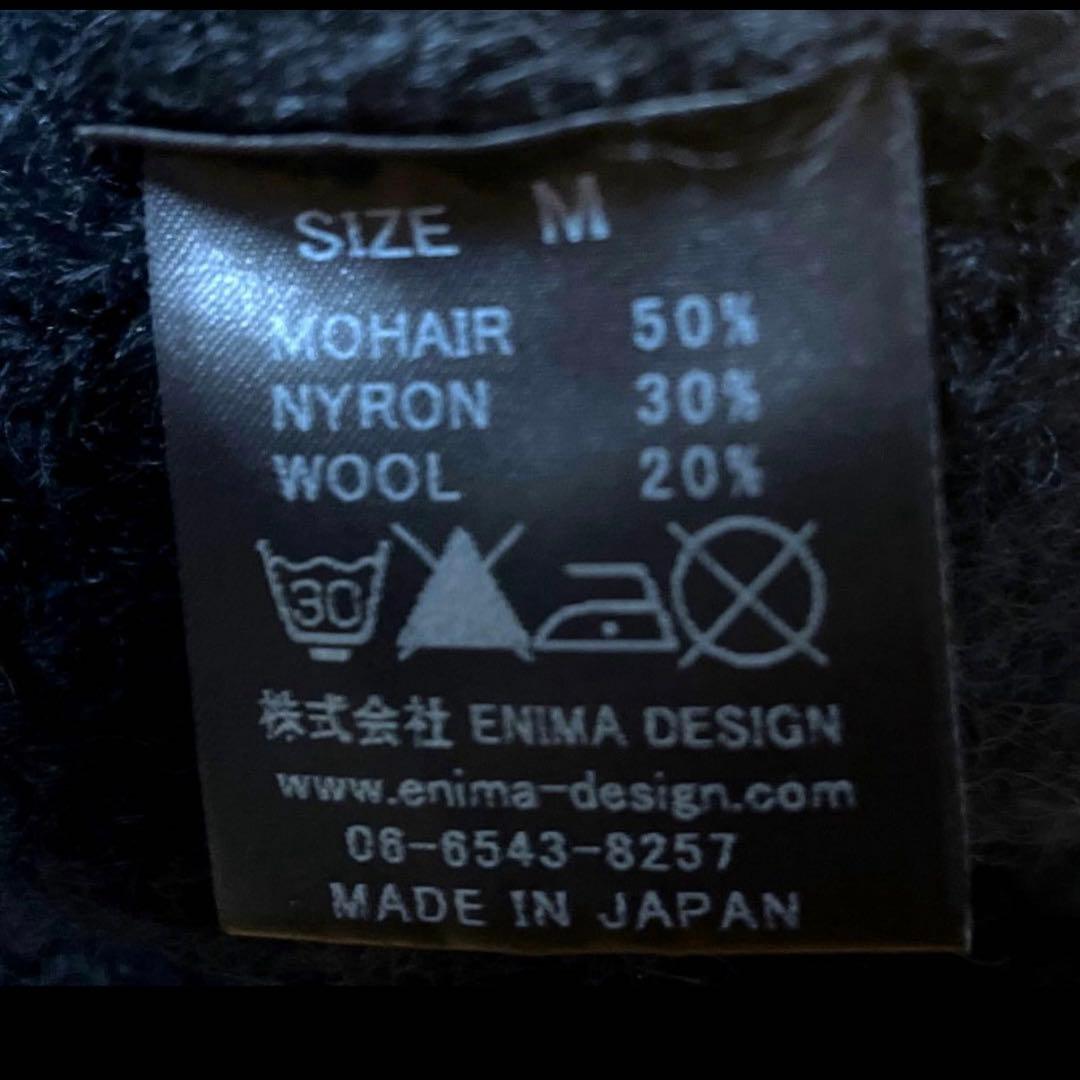 SIZE M
MOHAIR 50%
NYRON 30%
WOOL 20%
30
株式会社 ENIMA DESIGN
www.enima-design.com
06-6543-8257
MADE IN JAPAN